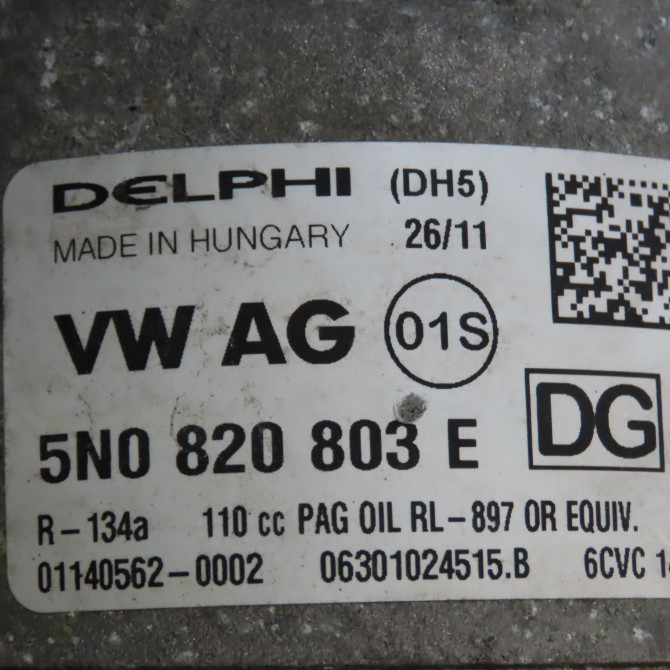 DELPHI (DH5)
MADE IN HUNGARY 26/11
VW AG 01S
5N0 820 803 E DG
R-134a 110 cc PAG OIL RL-897 OR EQUIV.
01140562-0002 06301024515.B 6CVC